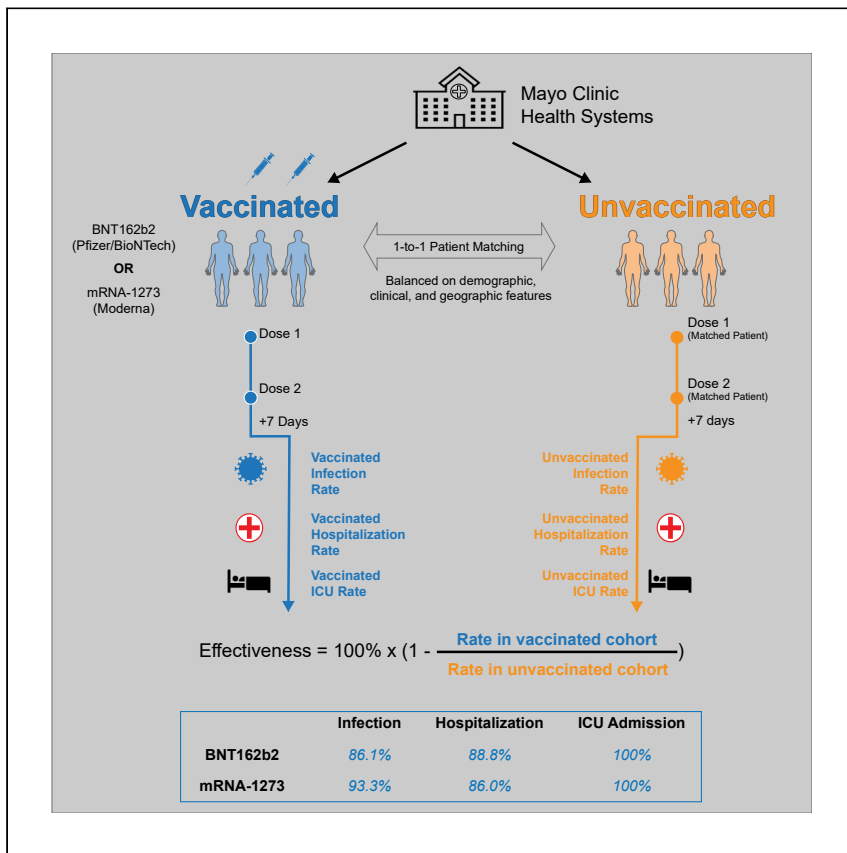 Mayo Clinic
Health Systems
Vaccinated
Unvaccinated
BNT162b2
(Pfizer/BioNTech)
OR
mRNA-1273
(Moderna)
1-to-1 Patient Matching
Balanced on demographic,
clinical, and geographic features
Dose 1
Dose 2
+7 Days
Dose 1
(Matched Patient)
Dose 2
(Matched Patient)
+7 days
Vaccinated
Infection
Rate
Unvaccinated
Infection
Rate
Vaccinated
Hospitalization
Rate
Unvaccinated
Hospitalization
Rate
Vaccinated
ICU Rate
Unvaccinated
ICU Rate
Effectiveness = 100% x (1 - Rate in vaccinated cohort
Rate in unvaccinated cohort )
Infection Hospitalization ICU Admission
BNT162b2 86.1% 88.8% 100%
mRNA-1273 93.3% 86.0% 100%